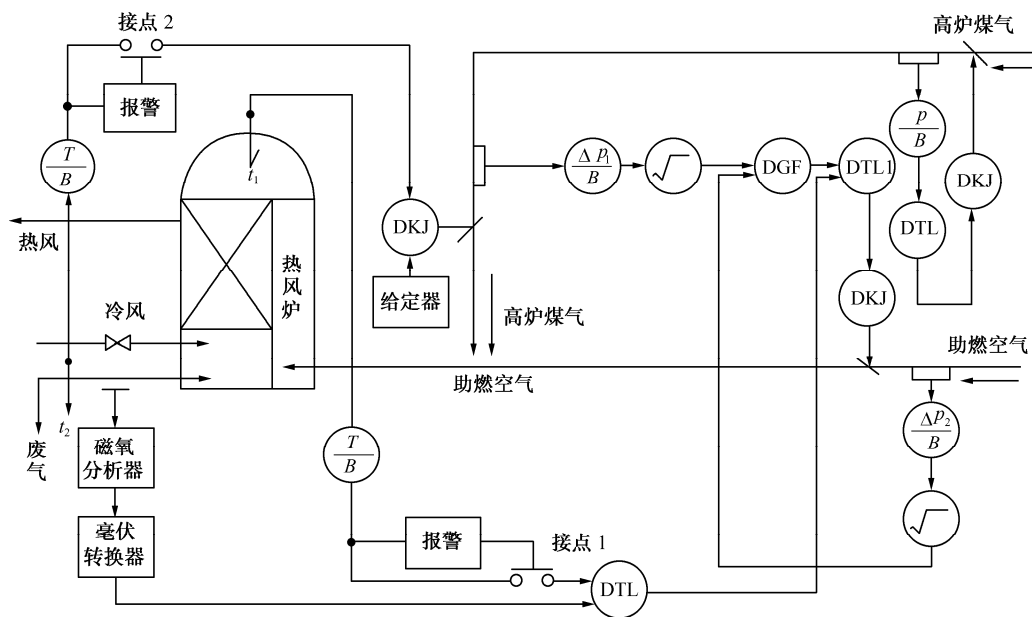 接点 2
报警
T
B
t₁
热风
热
风
炉
冷风
废
气
t₂
磁氧
分析器
毫伏
转换器
DKJ
给定器
高炉煤气
高炉煤气
Δp₁
B
√
DGF
DTL1
p
B
DTL
DKJ
DKJ
助燃空气
助燃空气
Δp₂
B
√
T
B
报警
接点 1
DTL